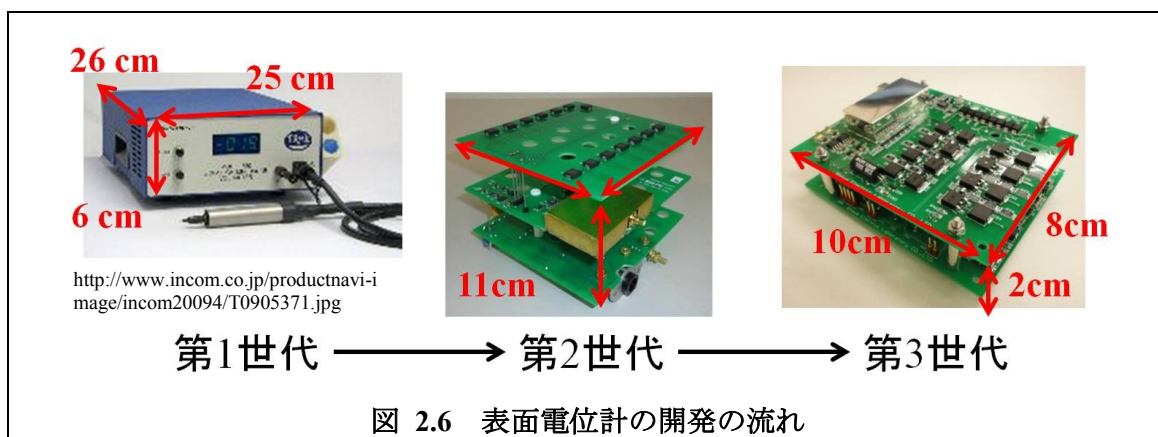 26 cm
25 cm
-019
6 cm
11cm
10cm
8cm
2cm
http://www.incom.co.jp/productnavi-i
mage/incom20094/T0905371.jpg
第1世代
第2世代
第3世代
図 2.6 表面電位計の開発の流れ